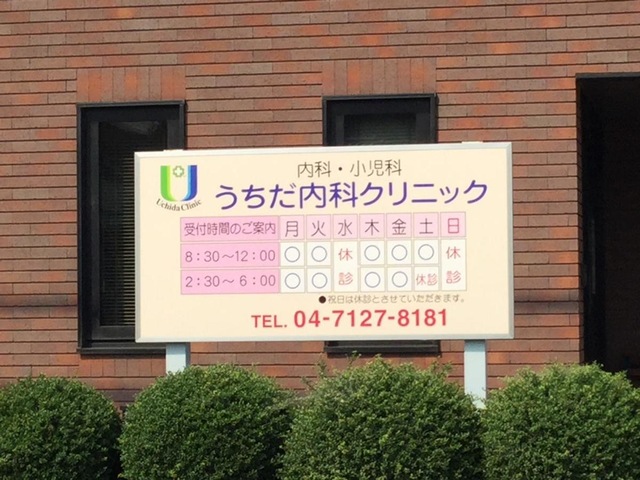 内科・小児科
うちだ内科クリニック
Uchida Clinic
受付時間のご案内 月 火 水 木 金 土 日
8:30～12:00 ○ ○ 休 ○ ○ ○ 休
2:30～6:00 ○ ○ 診 ○ ○ 休診 診
●祝日は休診とさせていただきます。
TEL. 04-7127-8181